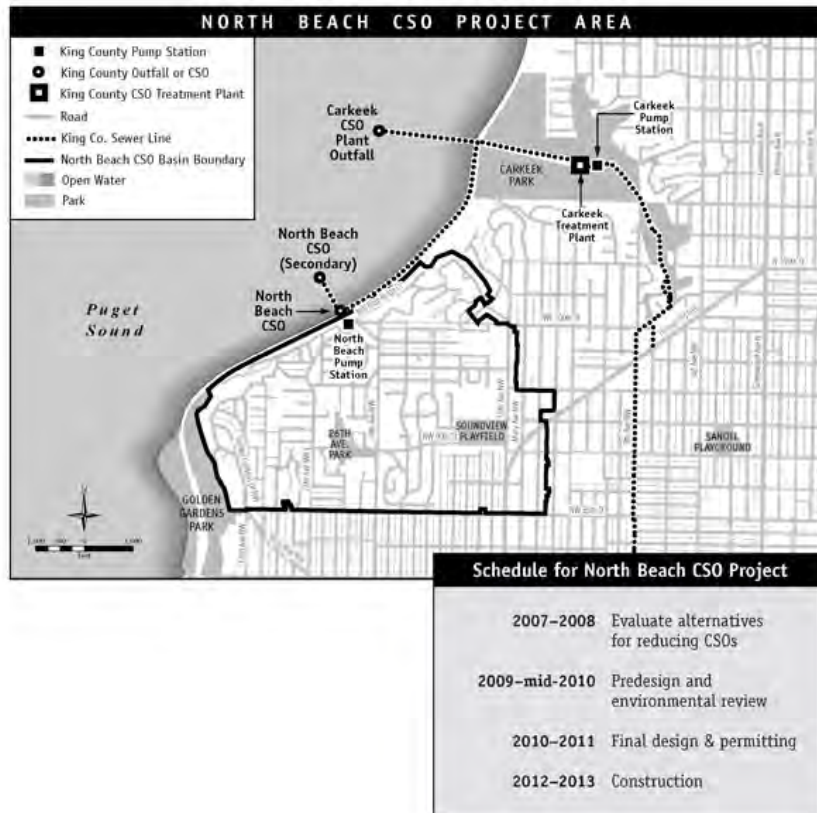 NORTH BEACH CSO PROJECT AREA
King County Pump Station
King County Outfall or CSO
King County CSO Treatment Plant
Road
King Co. Sewer Line
North Beach CSO Basin Boundary
Open Water
Park
Carkeek
CSO
Plant
Outfall
Carkeek
Pump
Station
CARKEEK
PARK
Carkeek
Treatment
Plant
North Beach
CSO
(Secondary)
North
Beach CSO
Puget
Sound
North
Beach
Pump
Station
26TH
AVE.
PARK
SOUNDVIEW
PLAYFIELD
SANDEL
PLAYGROUND
GOLDEN
GARDENS
PARK
N
Feet
Schedule for North Beach CSO Project
2007–2008 Evaluate alternatives
for reducing CSOs
2009–mid-2010 Predesign and
environmental review
2010–2011 Final design & permitting
2012–2013 Construction